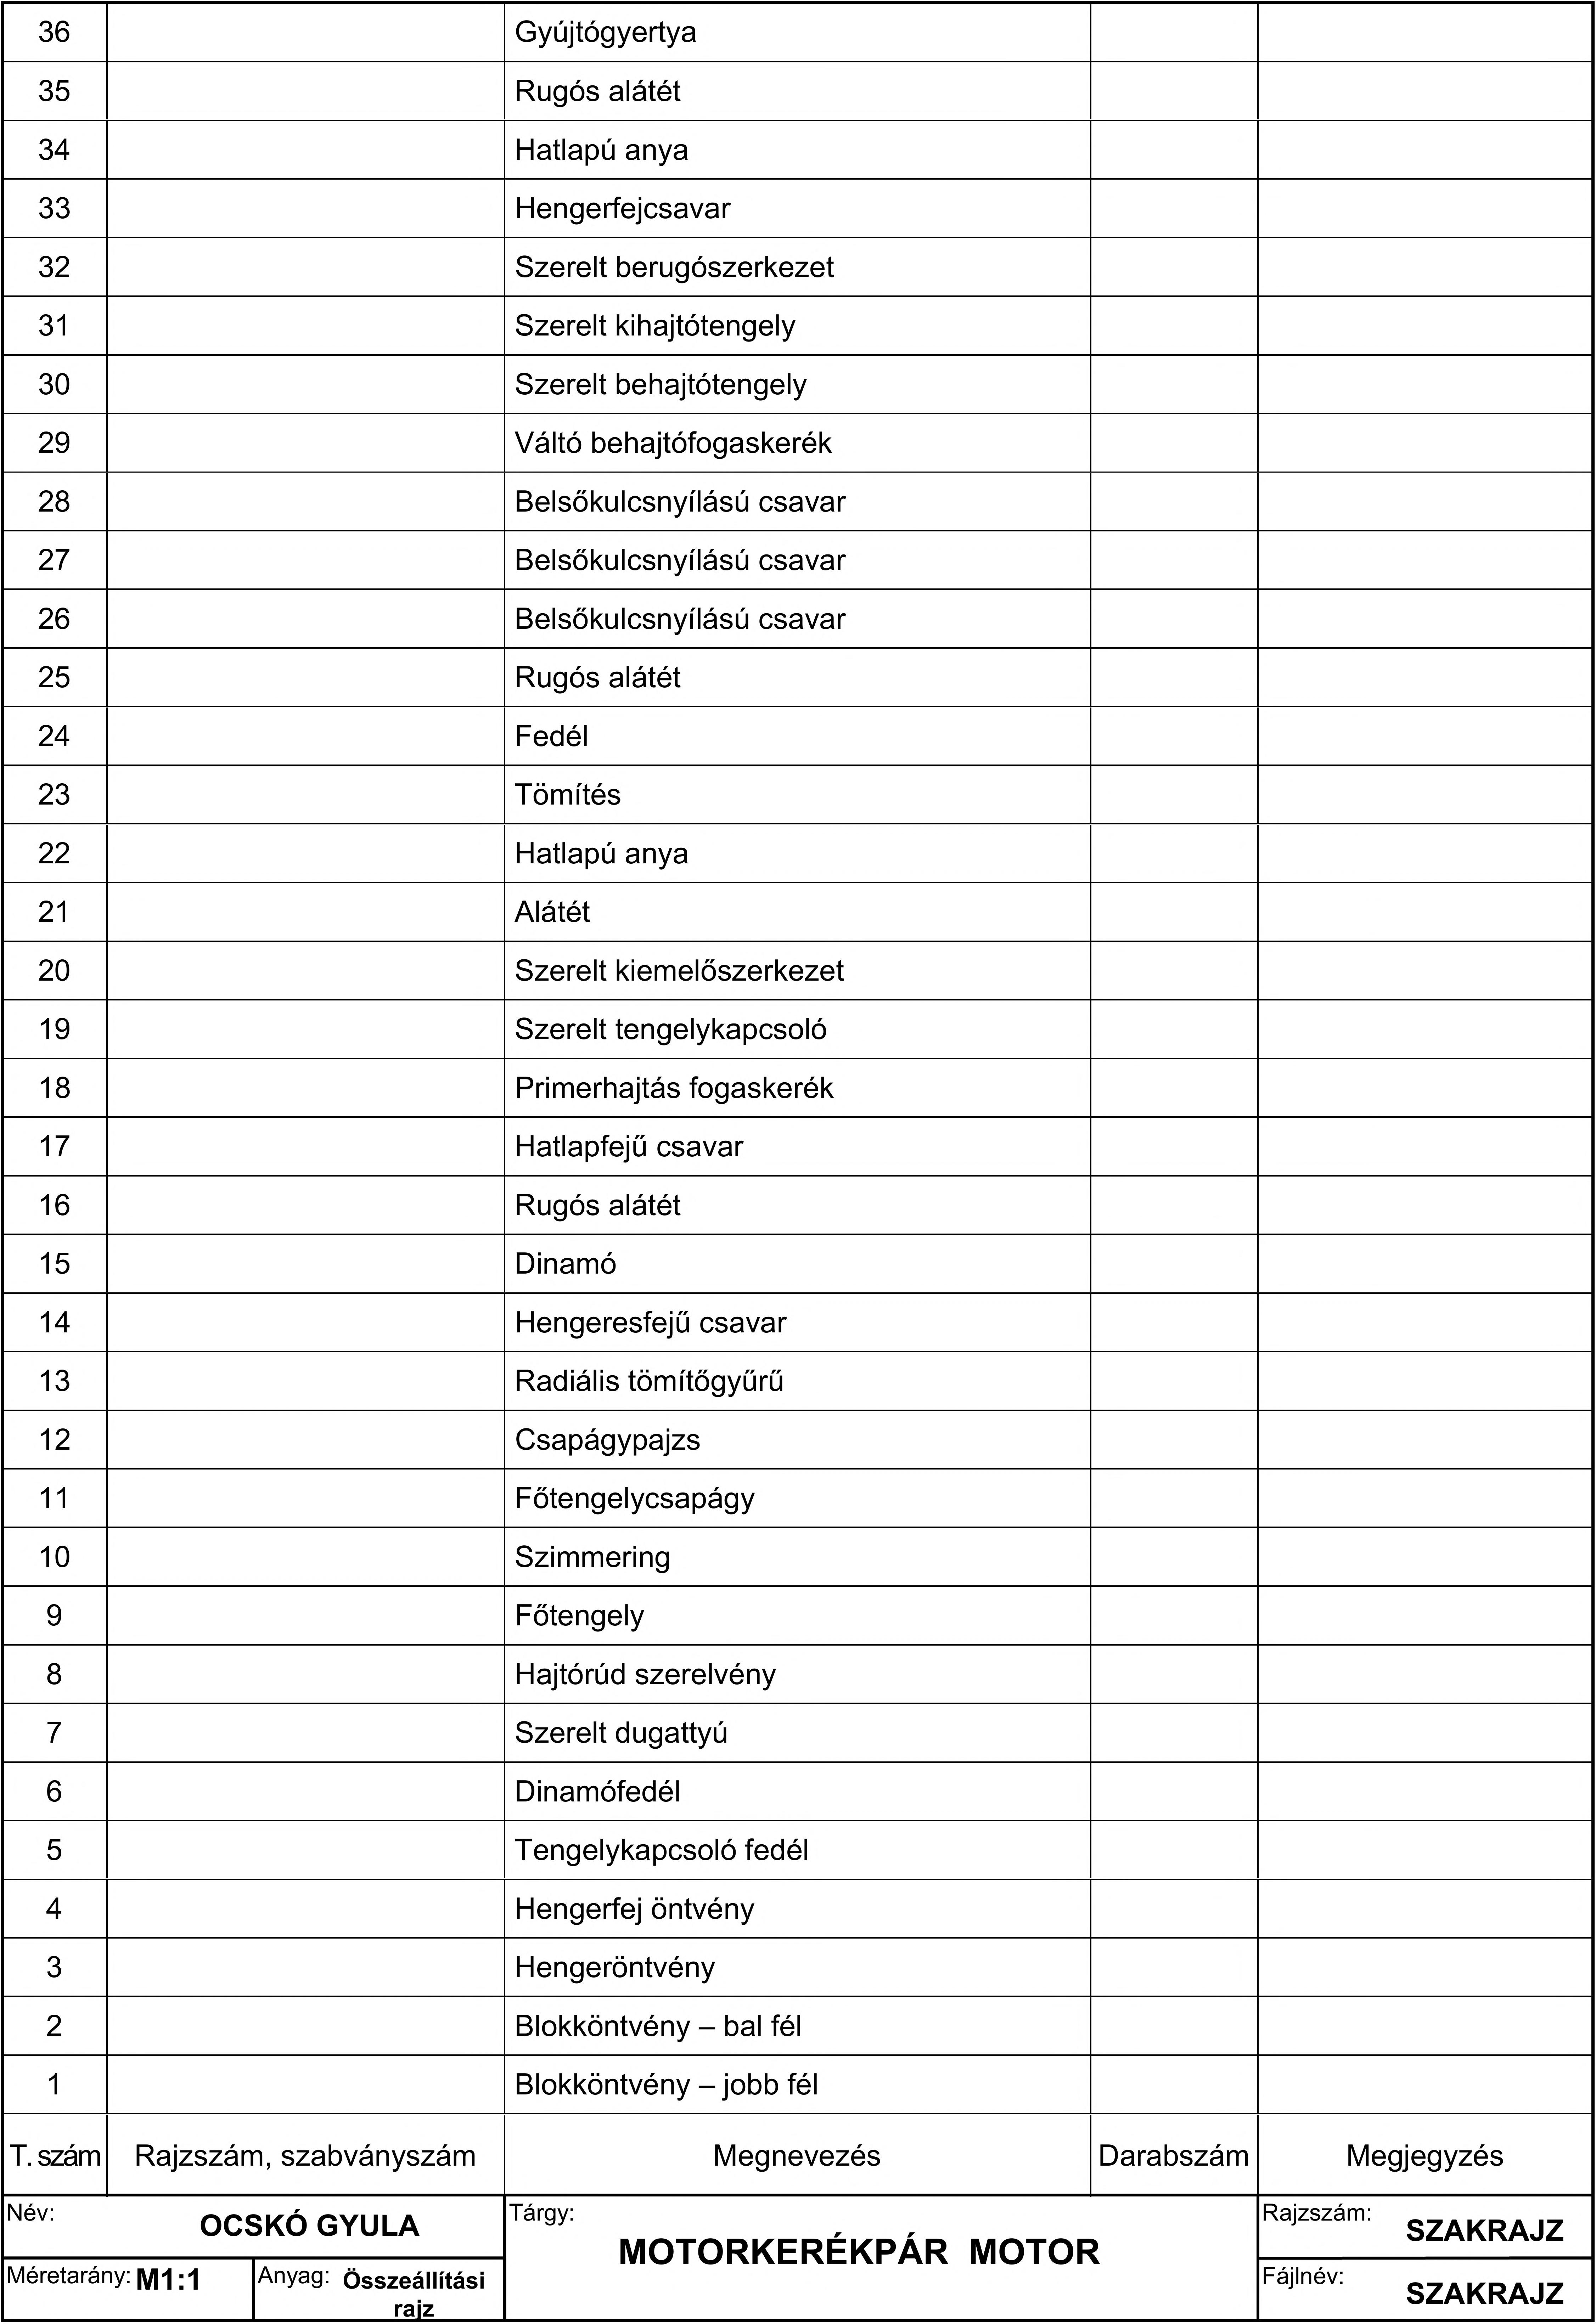 36 Gyújtógyertya
35 Rugós alátét
34 Hatlapú anya
33 Hengerfejcsavar
32 Szerelt berugószerkezet
31 Szerelt kihajtótengely
30 Szerelt behajtótengely
29 Váltó behajtófogaskerék
28 Belsőkulcsnyílású csavar
27 Belsőkulcsnyílású csavar
26 Belsőkulcsnyílású csavar
25 Rugós alátét
24 Fedél
23 Tömítés
22 Hatlapú anya
21 Alátét
20 Szerelt kiemelőszerkezet
19 Szerelt tengelykapcsoló
18 Primerhajtás fogaskerék
17 Hatlapfejű csavar
16 Rugós alátét
15 Dinamó
14 Hengeresfejű csavar
13 Radiális tömítőgyűrű
12 Csapágypajzs
11 Főtengelycsapágy
10 Szimmering
9 Főtengely
8 Hajtórúd szerelvény
7 Szerelt dugattyú
6 Dinamófedél
5 Tengelykapcsoló fedél
4 Hengerfej öntvény
3 Hengeröntvény
2 Blokköntvény – bal fél
1 Blokköntvény – jobb fél
T. szám Rajzszám, szabványszám Megnevezés Darabszám Megjegyzés
Név: OCSKÓ GYULA
Tárgy: MOTORKERÉKPÁR MOTOR
Rajzszám: SZAKRAJZ
Méretarány: M1:1
Anyag: Összeállítási
rajz
Fájlnév: SZAKRAJZ